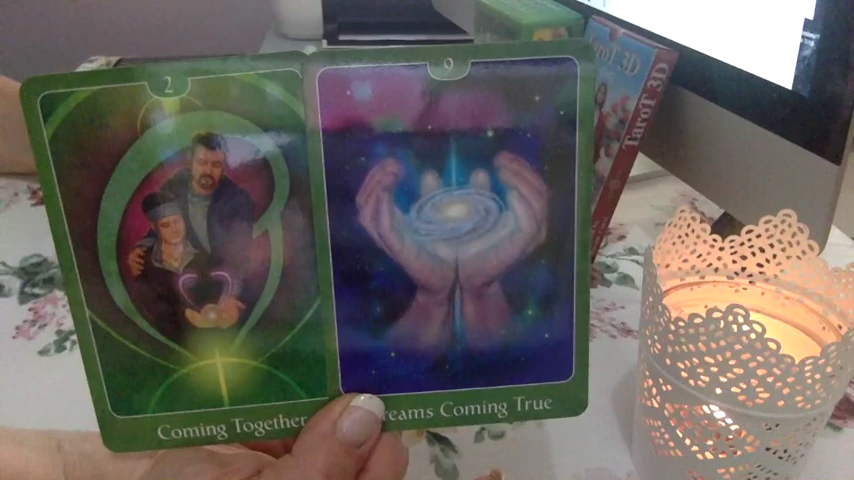 2
9
Coming Together
reams Coming True
TaroT 3D
TaroT 3D